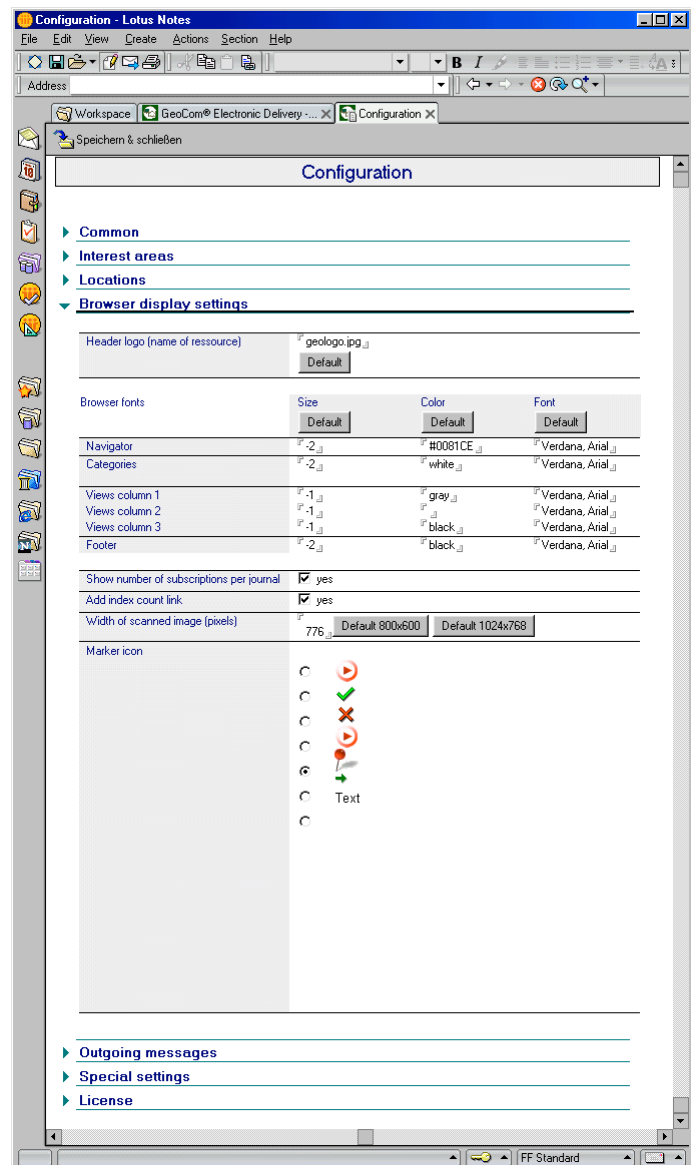 Configuration - Lotus Notes
File Edit View Create Actions Section Help
B I
Address
Workspace GeoCom® Electronic Delivery -... Configuration
Speichern & schließen
Configuration
Common
Interest areas
Locations
Browser display settings
Header logo (name of ressource) geologo.jpg
Default
Browser fonts Size Color Font
Default Default Default
Navigator -2 #0081CE Verdana, Arial
Categories -2 white Verdana, Arial
Views column 1 -1 gray Verdana, Arial
Views column 2 -1 Verdana, Arial
Views column 3 -1 black Verdana, Arial
Footer -2 black Verdana, Arial
Show number of subscriptions per journal yes
Add index count link yes
Width of scanned image (pixels) 776 Default 800x600 Default 1024x768
Marker icon
Text
Outgoing messages
Special settings
License
FF Standard